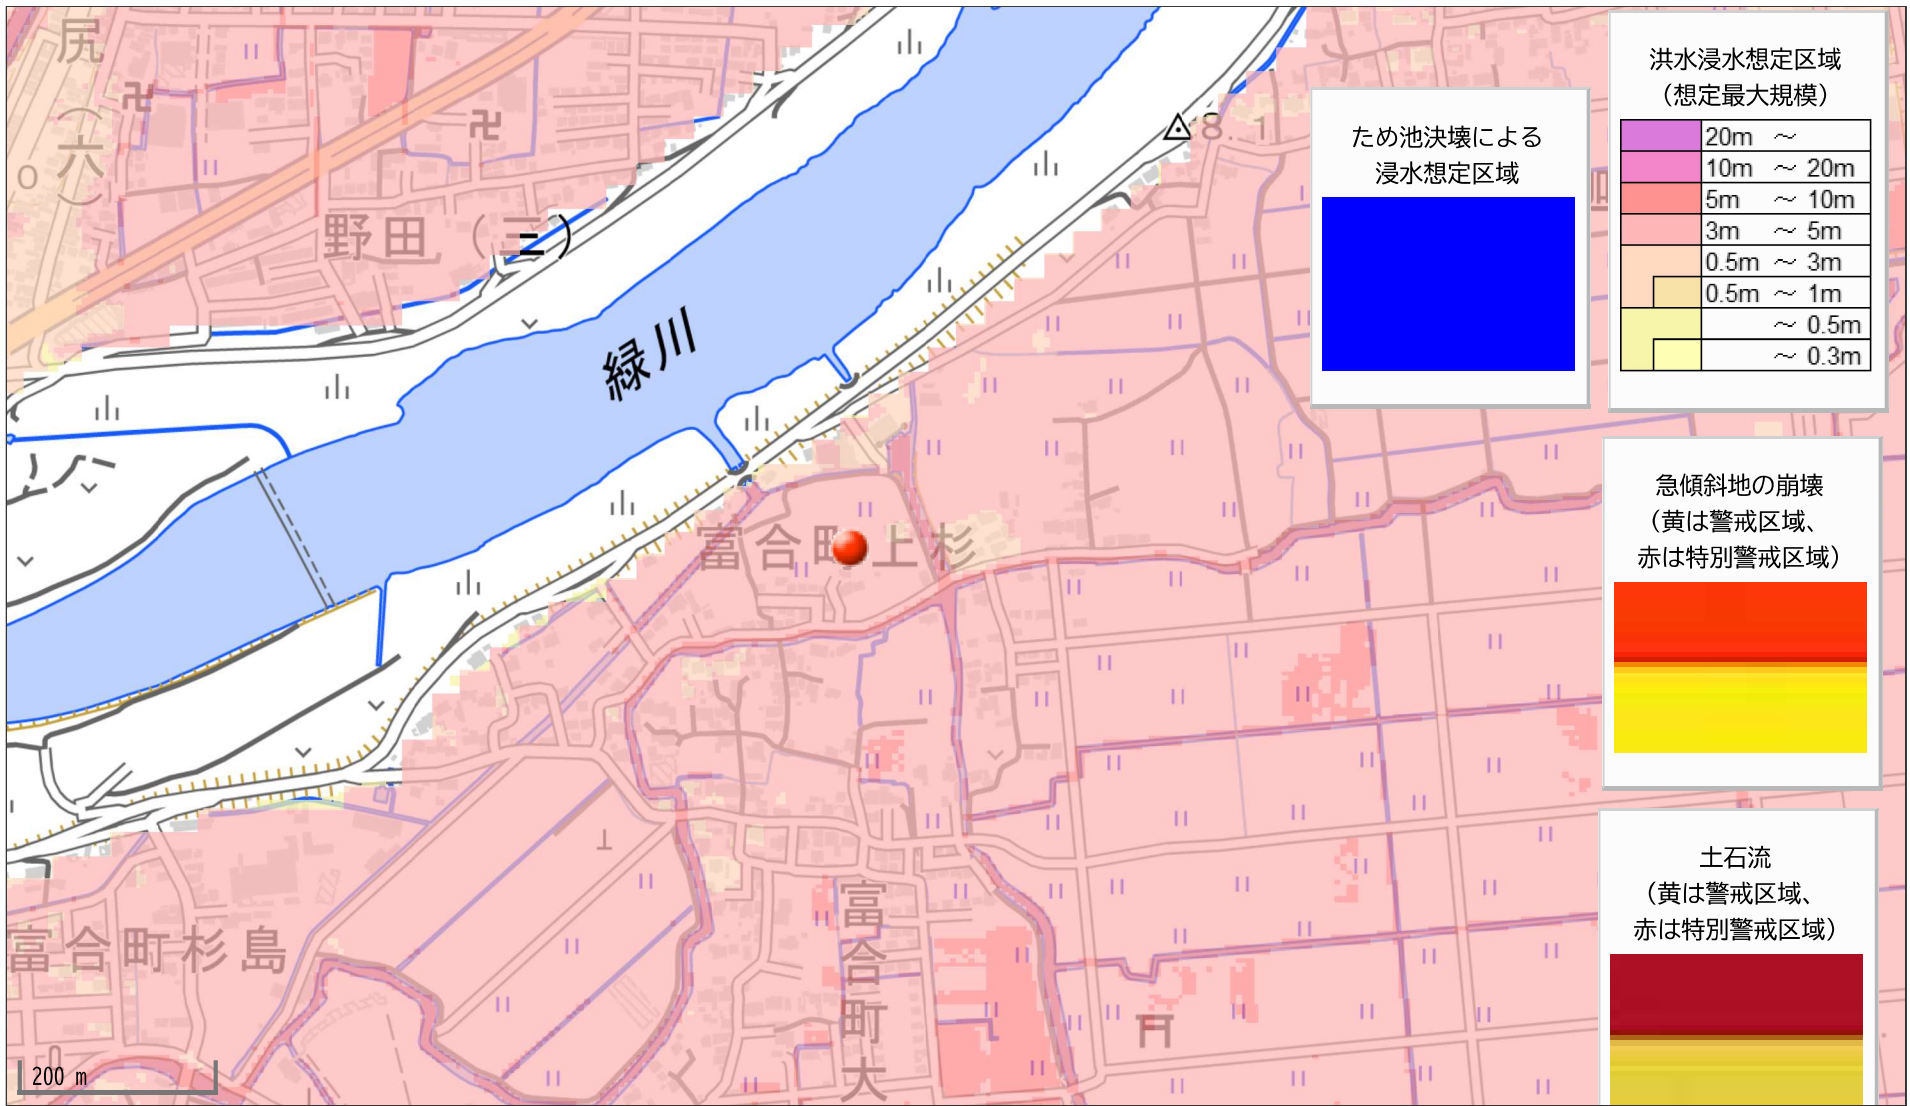 尻
（六）
0
野田（三）
緑川
8.1
富合町上杉
富合町杉島
富合町大
200 m
ため池決壊による
浸水想定区域
洪水浸水想定区域
（想定最大規模）
20m ～
10m ～ 20m
5m ～ 10m
3m ～ 5m
0.5m ～ 3m
0.5m ～ 1m
～ 0.5m
～ 0.3m
急傾斜地の崩壊
（黄は警戒区域、
赤は特別警戒区域）
土石流
（黄は警戒区域、
赤は特別警戒区域）